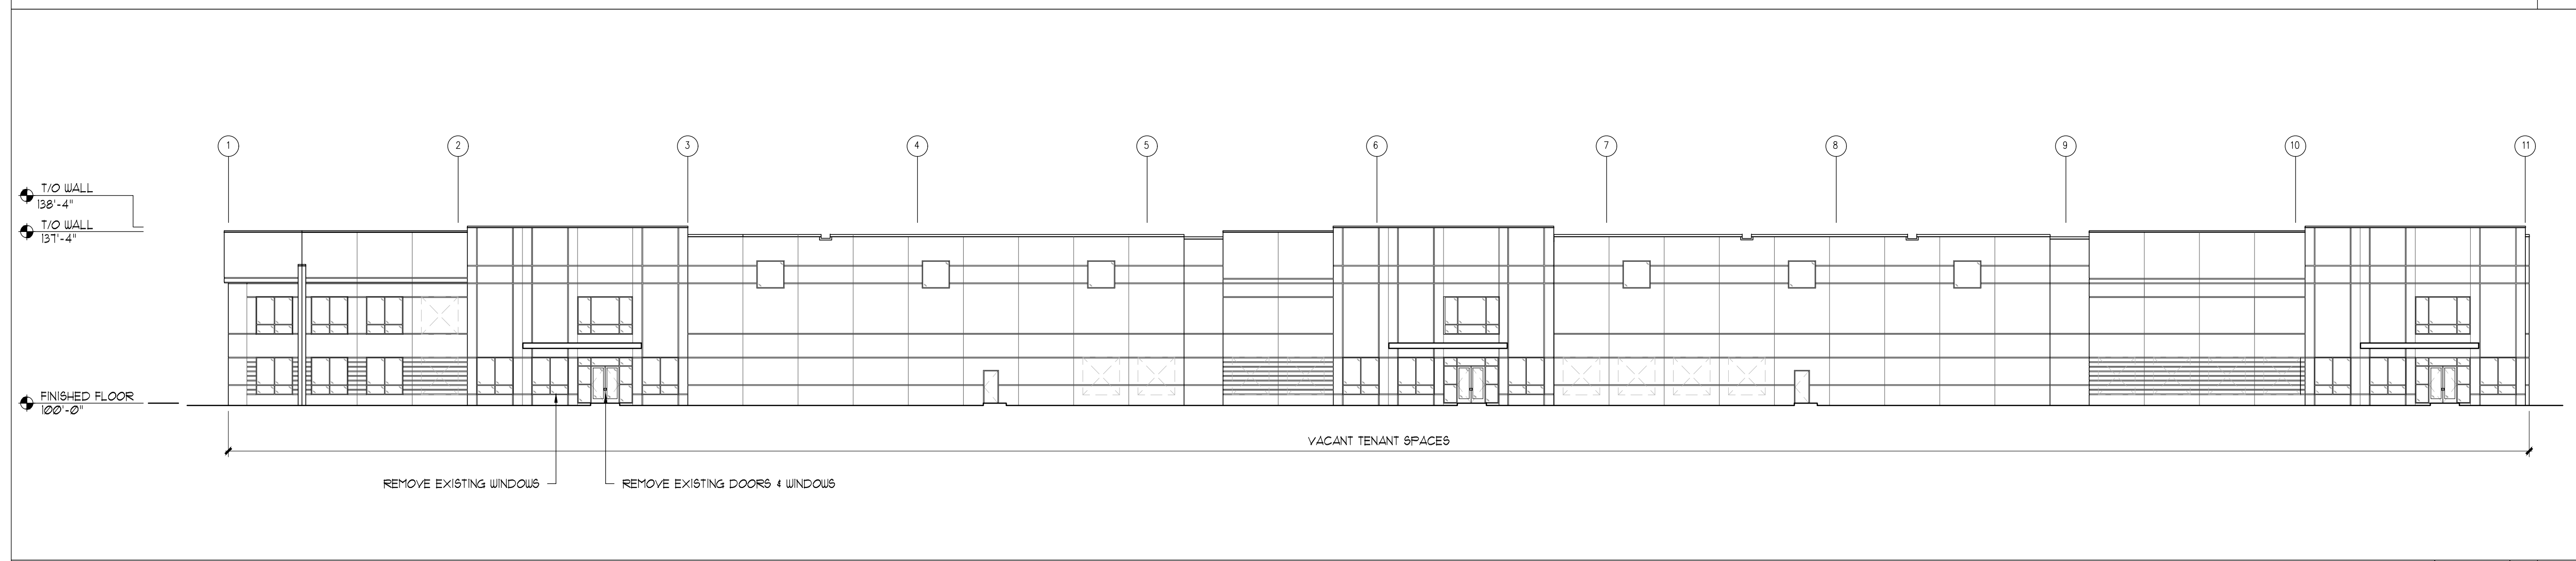 1 2 3 4 5 6 7 8 9 10 11
T/O WALL
138'-4"
T/O WALL
137'-4"
FINISHED FLOOR
100'-0"
VACANT TENANT SPACES
REMOVE EXISTING WINDOWS
REMOVE EXISTING DOORS & WINDOWS